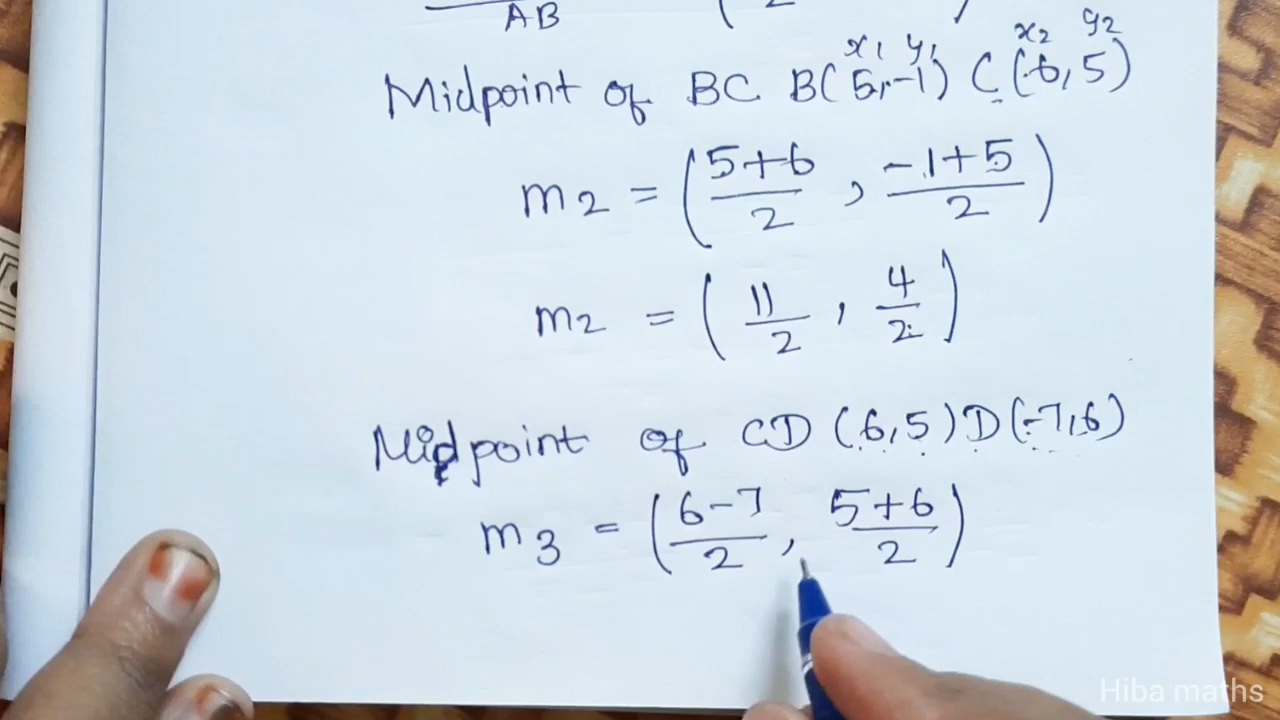 AB ( 2 )
x1 y1 x2 y2
Midpoint of BC B(5,-1) C(6,5)
m2 = (5+6/2 , -1+5/2)
m2 = (11/2 , 4/2)
Midpoint of CD (6,5) D(-7,6)
m3 = (6-7/2 , 5+6/2)
Hiba maths